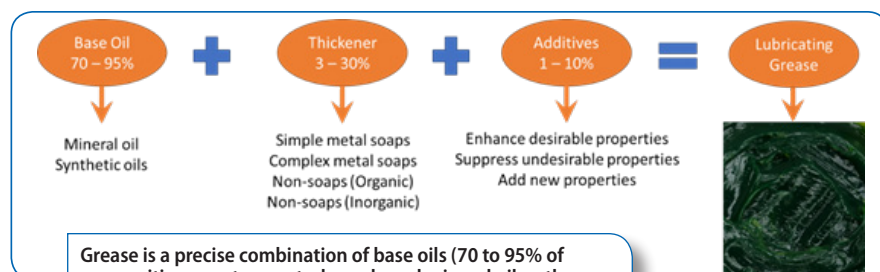 Base Oil
70 – 95%
Thickener
3 – 30%
Additives
1 – 10%
Lubricating
Grease
Mineral oil
Synthetic oils
Simple metal soaps
Complex metal soaps
Non-soaps (Organic)
Non-soaps (Inorganic)
Enhance desirable properties
Suppress undesirable properties
Add new properties
Grease is a precise combination of base oils (70 to 95% of